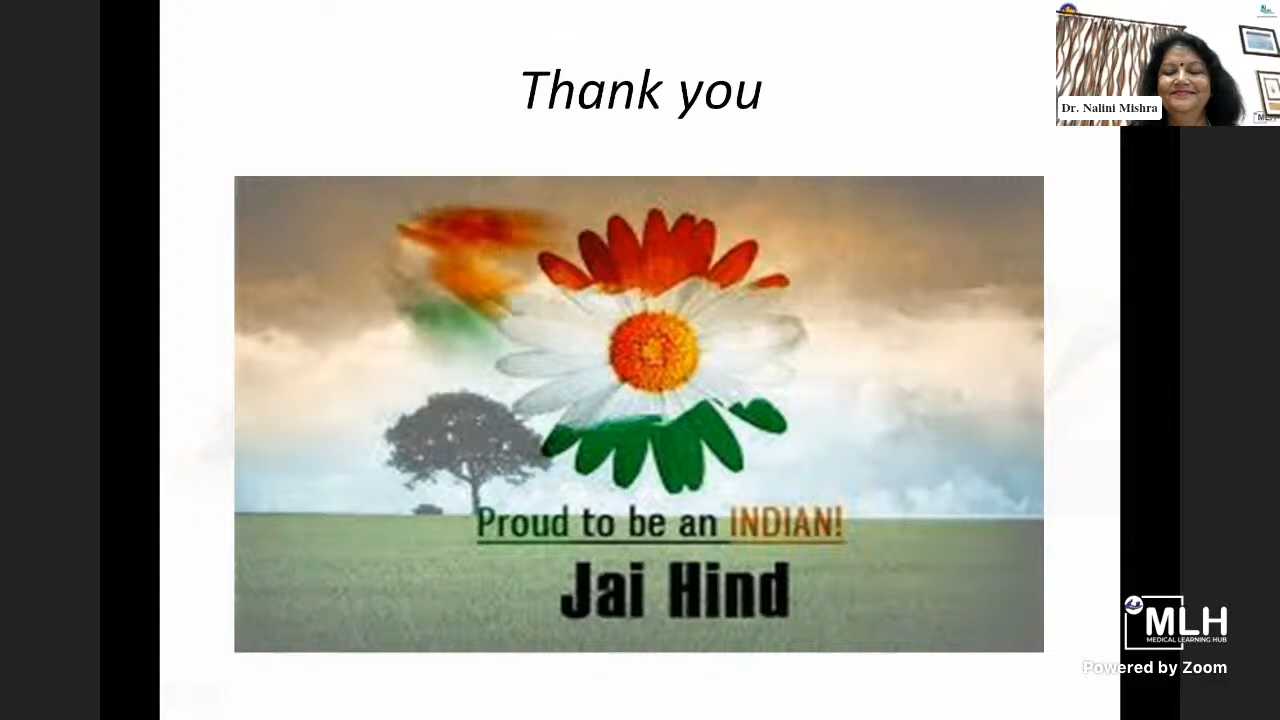 Thank you
Dr. Nalini Mishra
Proud to be an INDIAN!
Jai Hind
MLH
MEDICAL LEARNING HUB
Powered by Zoom